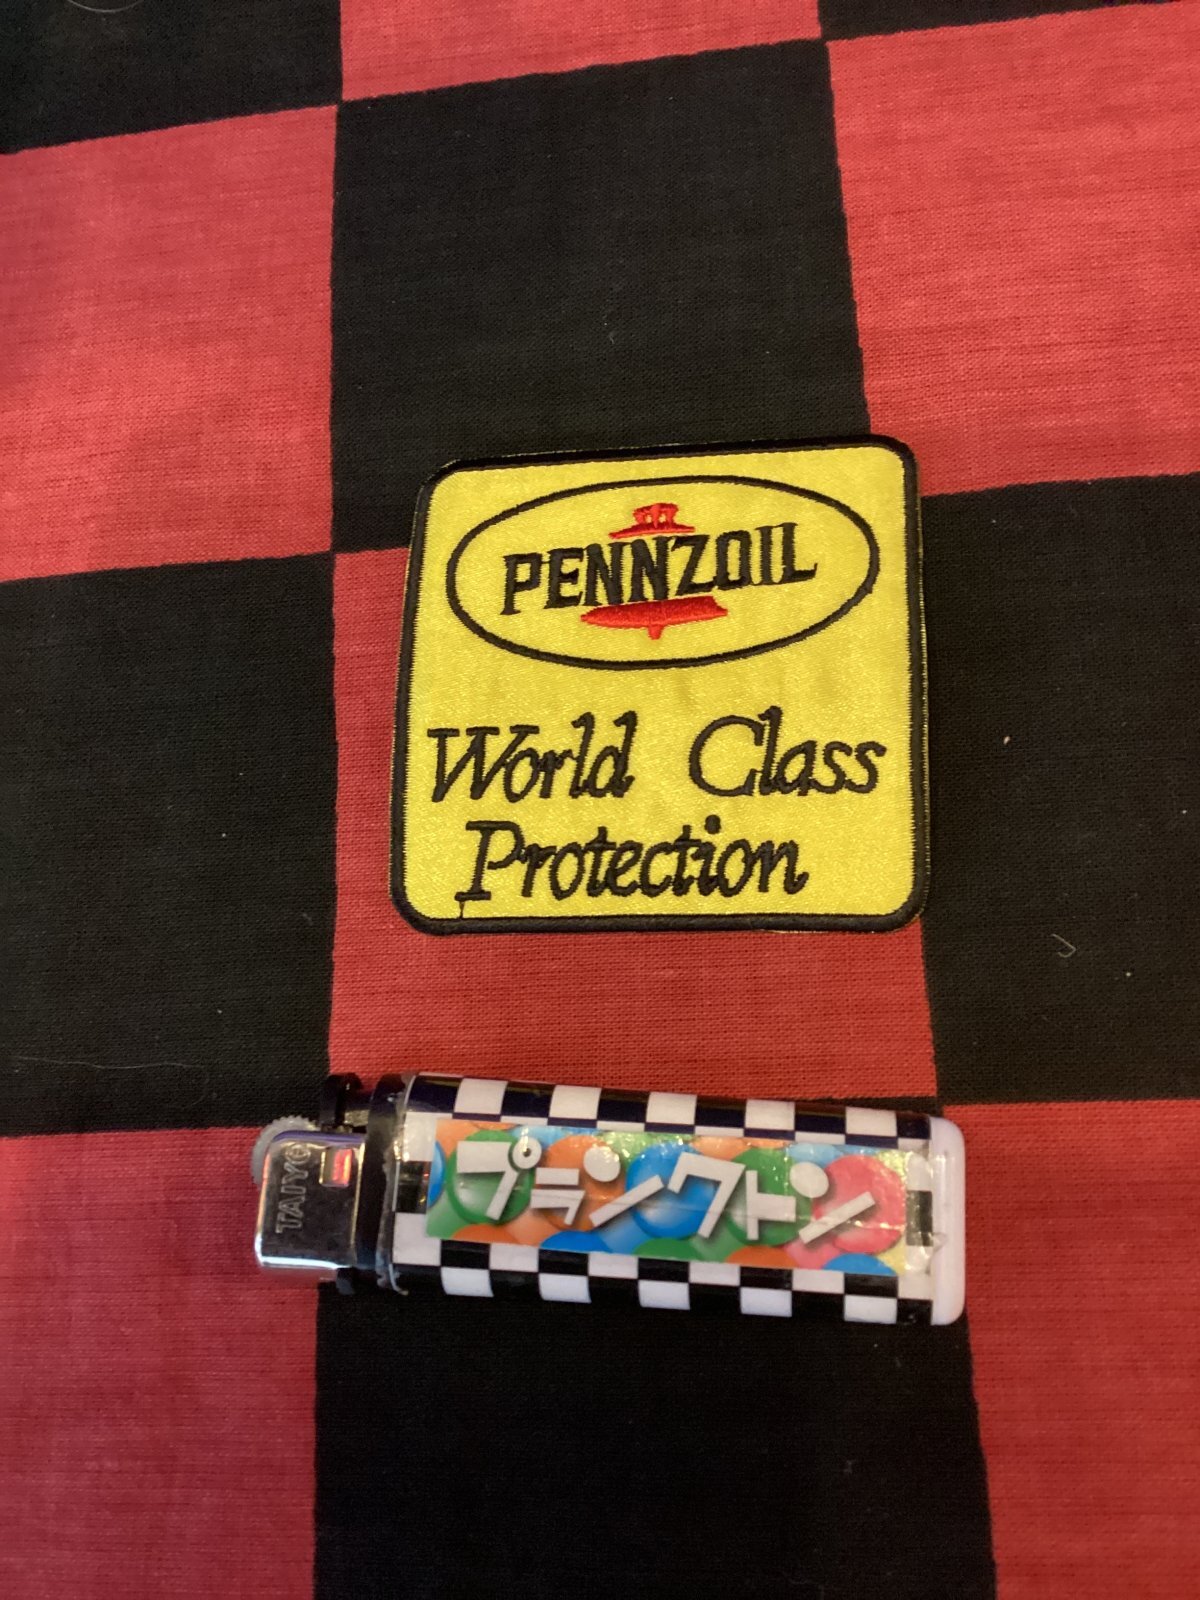 PENNZOIL
World Class
Protection
TAIYO
プランクトン